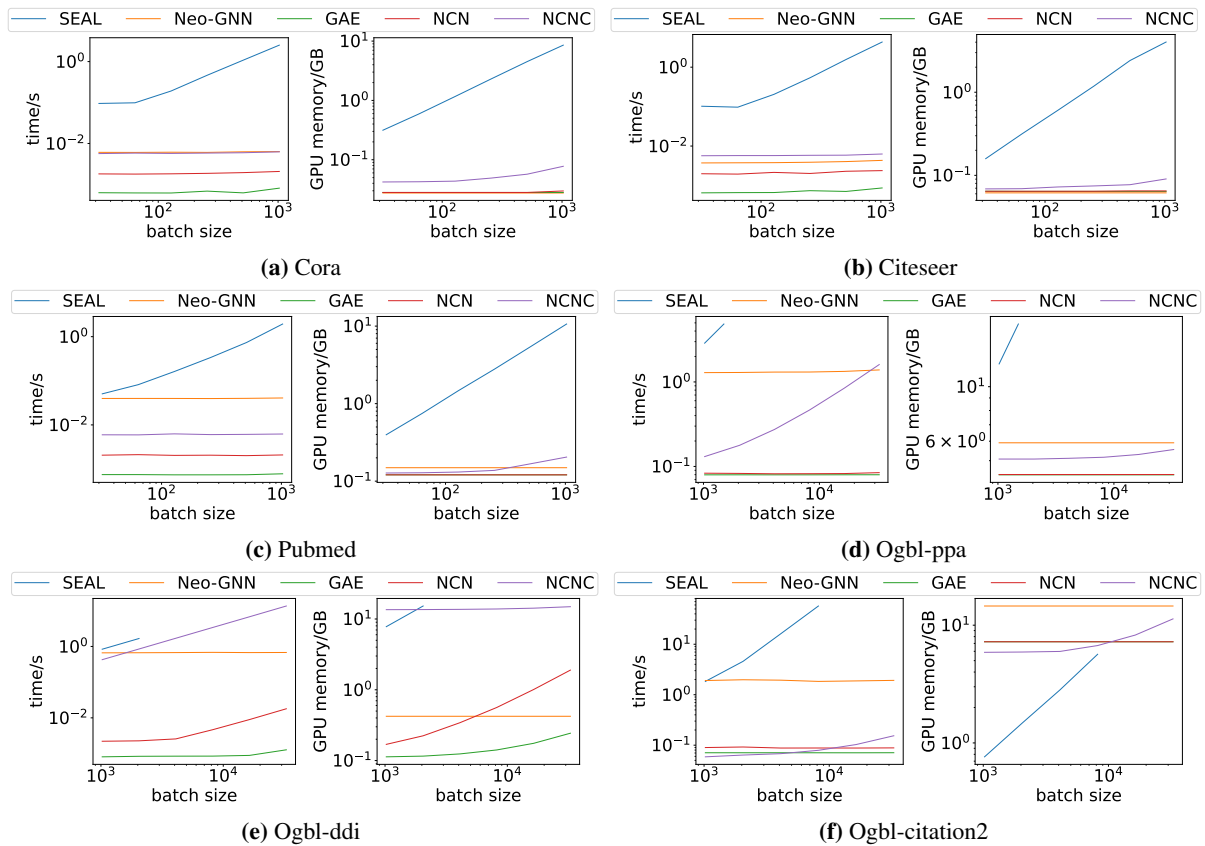 SEAL Neo-GNN GAE NCN NCNC
time/s
10^0
10^-2
10^2 10^3
batch size
GPU memory/GB
10^1
10^0
10^-1
10^2 10^3
batch size
(a) Cora
SEAL Neo-GNN GAE NCN NCNC
time/s
10^0
10^-2
10^2 10^3
batch size
GPU memory/GB
10^0
10^-1
10^2 10^3
batch size
(b) Citeseer
SEAL Neo-GNN GAE NCN NCNC
time/s
10^0
10^-2
10^2 10^3
batch size
GPU memory/GB
10^1
10^0
10^-1
10^2 10^3
batch size
(c) Pubmed
SEAL Neo-GNN GAE NCN NCNC
time/s
10^0
10^-1
10^3 10^4
batch size
GPU memory/GB
10^1
6 × 10^0
10^3 10^4
batch size
(d) Ogbl-ppa
SEAL Neo-GNN GAE NCN NCNC
time/s
10^0
10^-2
10^3 10^4
batch size
GPU memory/GB
10^1
10^0
10^-1
10^3 10^4
batch size
(e) Ogbl-ddi
SEAL Neo-GNN GAE NCN NCNC
time/s
10^1
10^0
10^-1
10^3 10^4
batch size
GPU memory/GB
10^1
10^0
10^3 10^4
batch size
(f) Ogbl-citation2